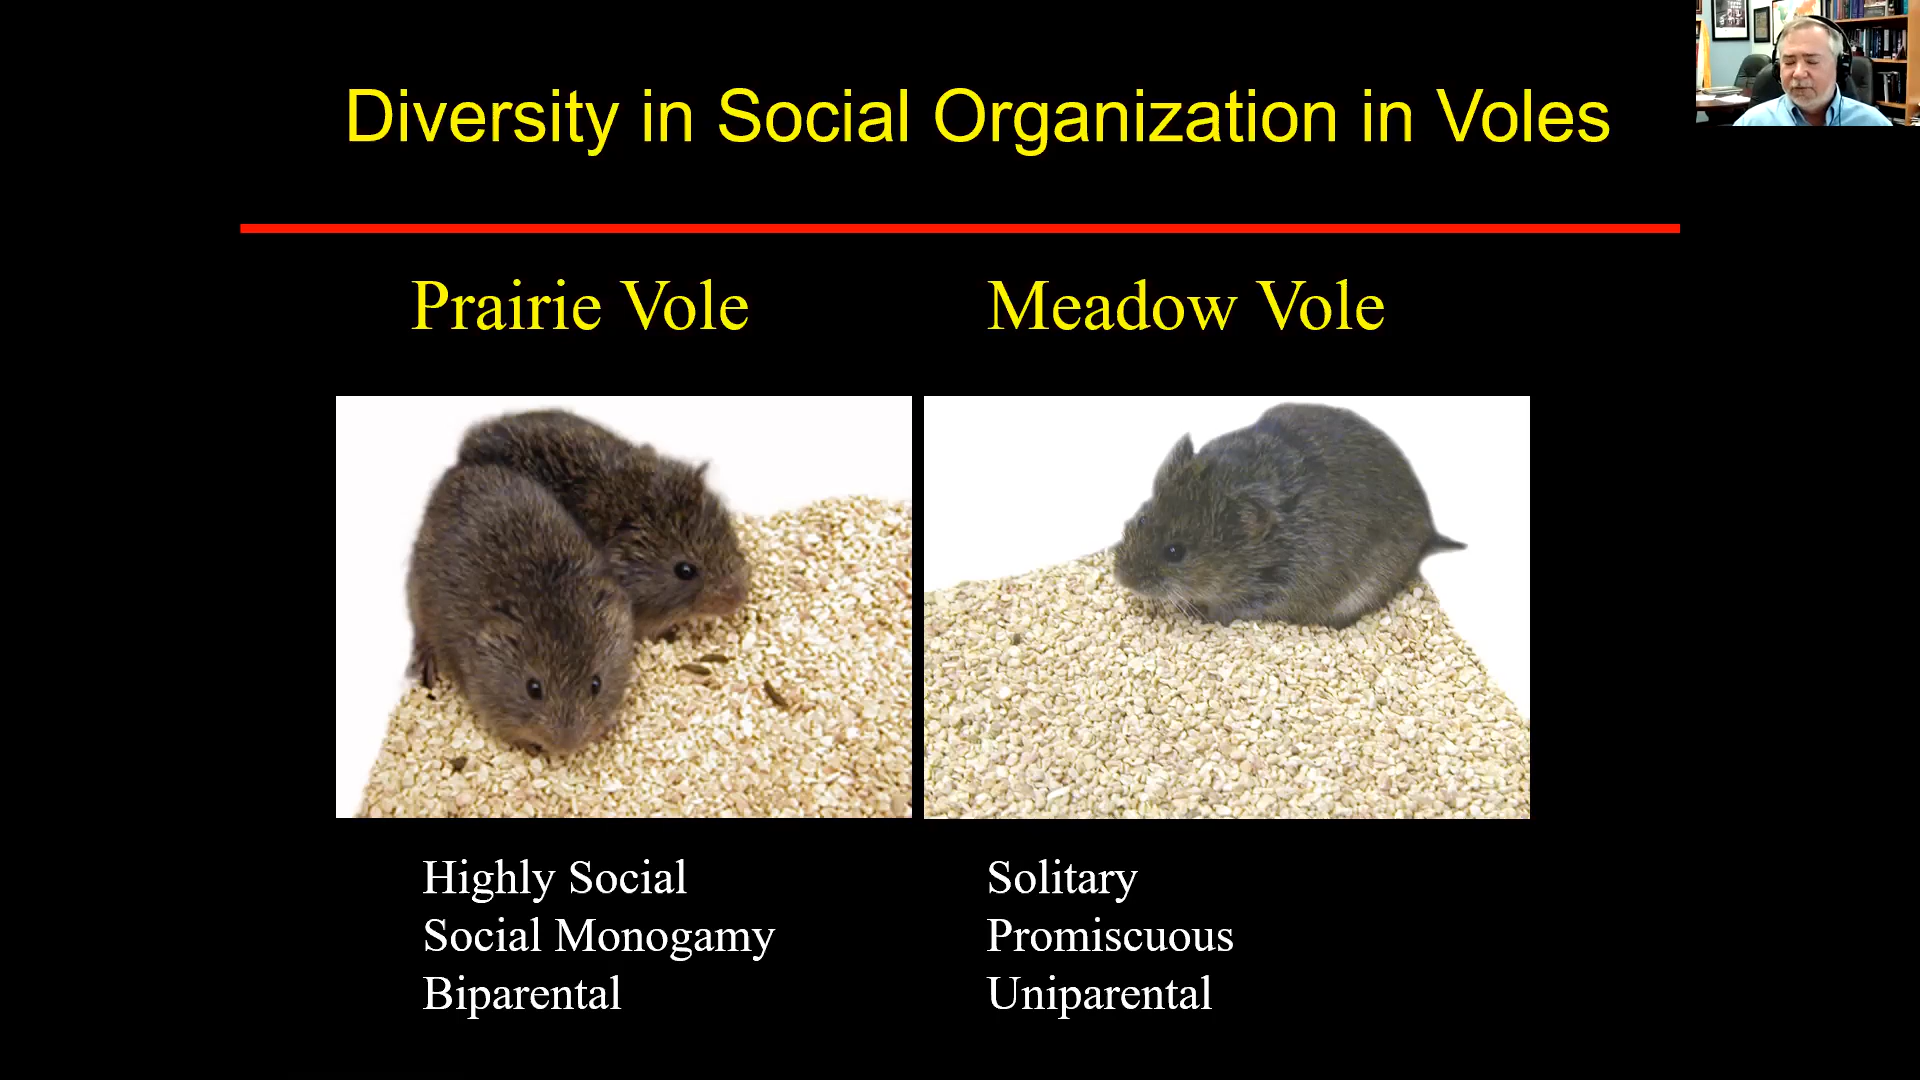 Diversity in Social Organization in Voles
Prairie Vole
Meadow Vole
Highly Social
Social Monogamy
Biparental
Solitary
Promiscuous
Uniparental